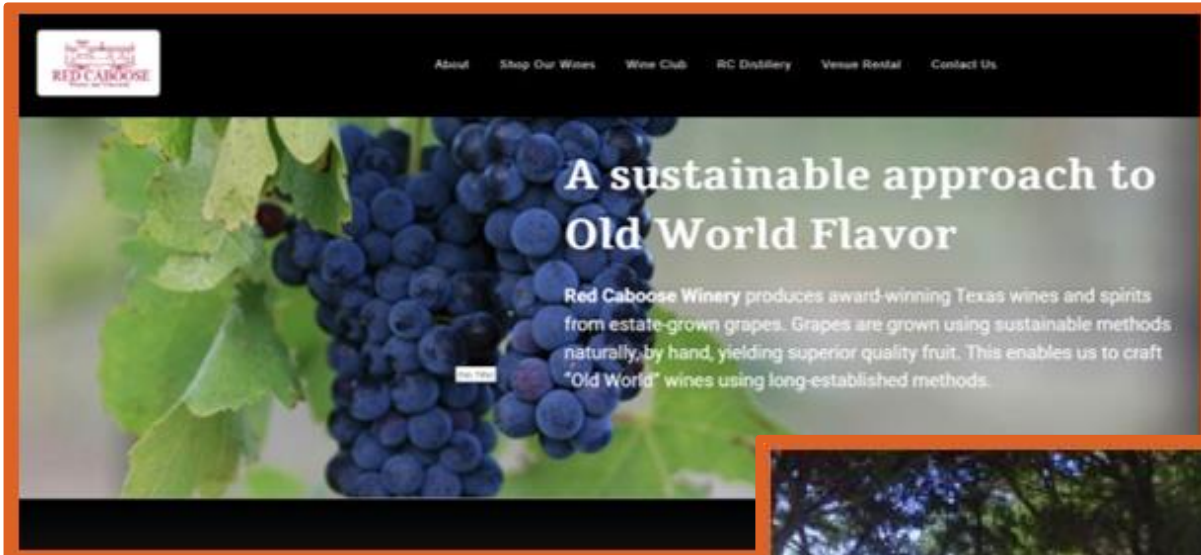 RED CABOOSE
About Shop Our Wines Wine Club RC Distillery Venue Rental Contact Us
A sustainable approach to
Old World Flavor
Red Caboose Winery produces award-winning Texas wines and spirits
from estate-grown grapes. Grapes are grown using sustainable methods
naturally, by hand, yielding superior quality fruit. This enables us to craft
"Old World" wines using long-established methods.